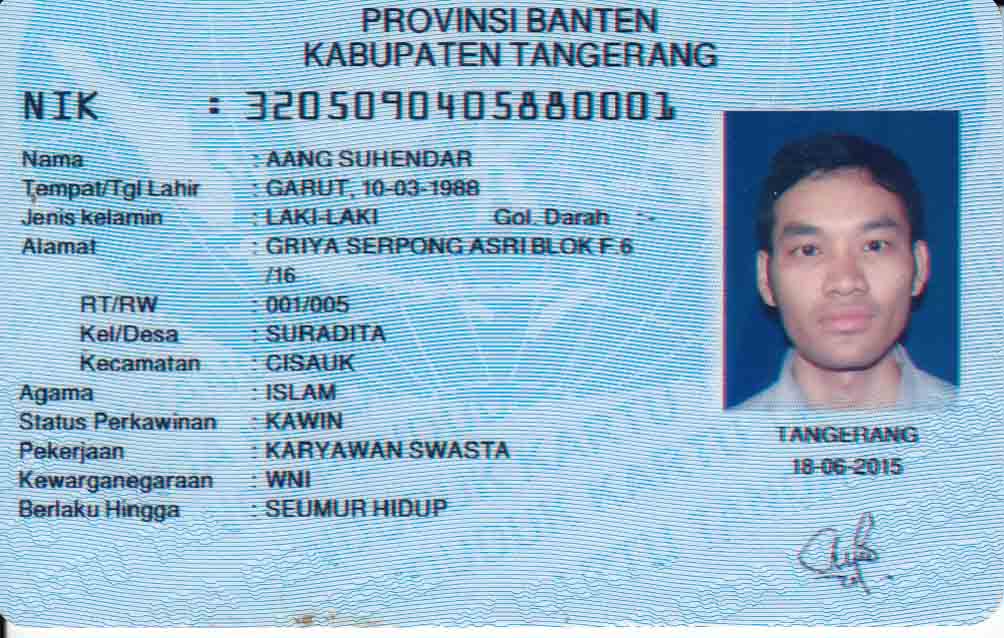 PROVINSI BANTEN
KABUPATEN TANGERANG
NIK : 3205090405880001
Nama : AANG SUHENDAR
Tempat/Tgl Lahir : GARUT, 10-03-1988
Jenis kelamin : LAKI-LAKI Gol. Darah : -
Alamat : GRIYA SERPONG ASRI BLOK F 6
/16
RT/RW : 001/005
Kel/Desa : SURADITA
Kecamatan : CISAUK
Agama : ISLAM
Status Perkawinan : KAWIN
Pekerjaan : KARYAWAN SWASTA
Kewarganegaraan : WNI
Berlaku Hingga : SEUMUR HIDUP
TANGERANG
18-06-2015